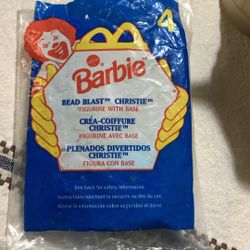 4
Barbie
BEAD BLAST™ CHRISTIE™
FIGURINE WITH BASE
CRÉA-COIFFURE
CHRISTIE™
FIGURINE AVEC BASE
PLENADOS DIVERTIDOS
CHRISTIE™
FIGURA CON BASE
See back for safety information